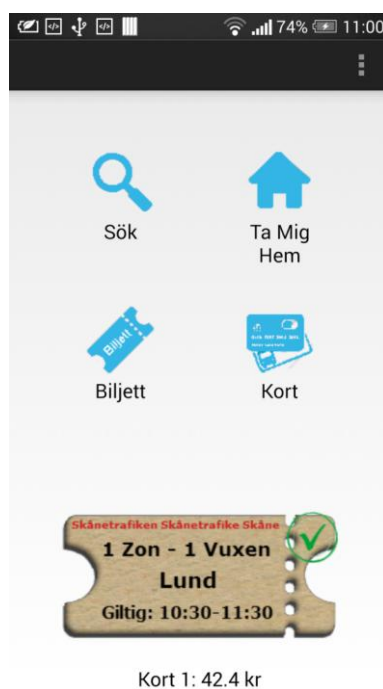 74% 11:00
Sök
Ta Mig
Hem
Biljett
Biljett
Kort
Skånetrafiken Skånetrafike Skåne
1 Zon - 1 Vuxen
Lund
Giltig: 10:30-11:30
Kort 1: 42.4 kr